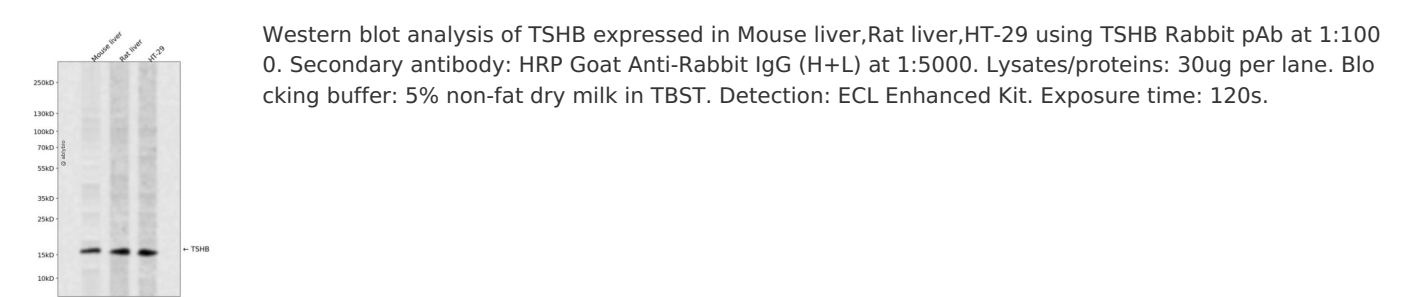 Mouse liver
Rat liver
HT-29
250kD
130kD
100kD
70kD
55kD
35kD
25kD
15kD
10kD
@ abybio
← TSHB
Western blot analysis of TSHB expressed in Mouse liver,Rat liver,HT-29 using TSHB Rabbit pAb at 1:100
0. Secondary antibody: HRP Goat Anti-Rabbit IgG (H+L) at 1:5000. Lysates/proteins: 30ug per lane. Blo
cking buffer: 5% non-fat dry milk in TBST. Detection: ECL Enhanced Kit. Exposure time: 120s.